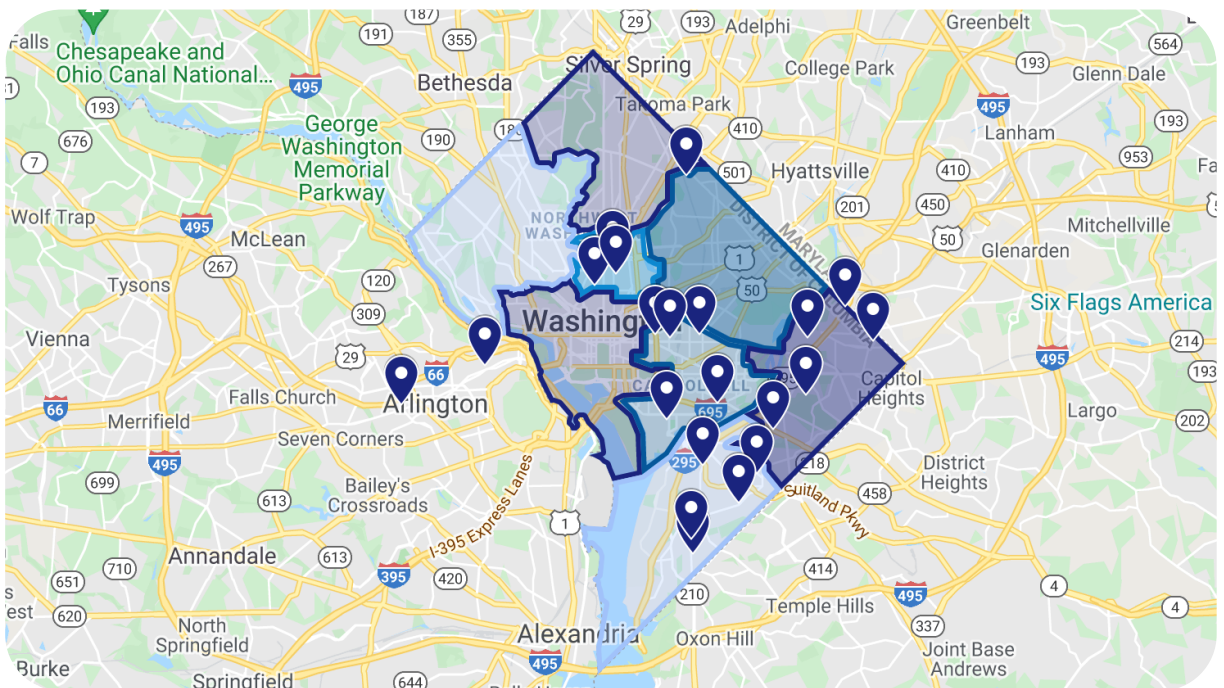 187
29
193
Adelphi
Greenbelt
191
355
564
Falls
Chesapeake and
Ohio Canal National...
Silver Spring
193
Glenn Dale
495
Bethesda
College Park
193
Takoma Park
495
193
George
Washington
Memorial
Parkway
410
Lanham
676
190
7
501
Hyattsville
410
953
Wolf Trap
201
450
495
McLean
NORTHWEST
WASH
DISTRICT OF COLUMBIA
MARYLAND
50
Mitchellville
267
1
Glenarden
Tysons
120
50
Six Flags America
309
Washington
Vienna
29
495
214
66
193
Falls Church
Arlington
CAPITOL HILL
295
Capitol
Heights
66
Merrifield
695
Largo
202
Seven Corners
495
295
218
District
Heights
699
Bailey's
Crossroads
613
I-395 Express Lanes
Suitland Pkwy
458
1
Annandale
613
710
651
395
420
414
495
4
210
620
Temple Hills
4
North
Springfield
Alexandria
Oxon Hill
337
Joint Base
Andrews
Burke
495
Springfield
644